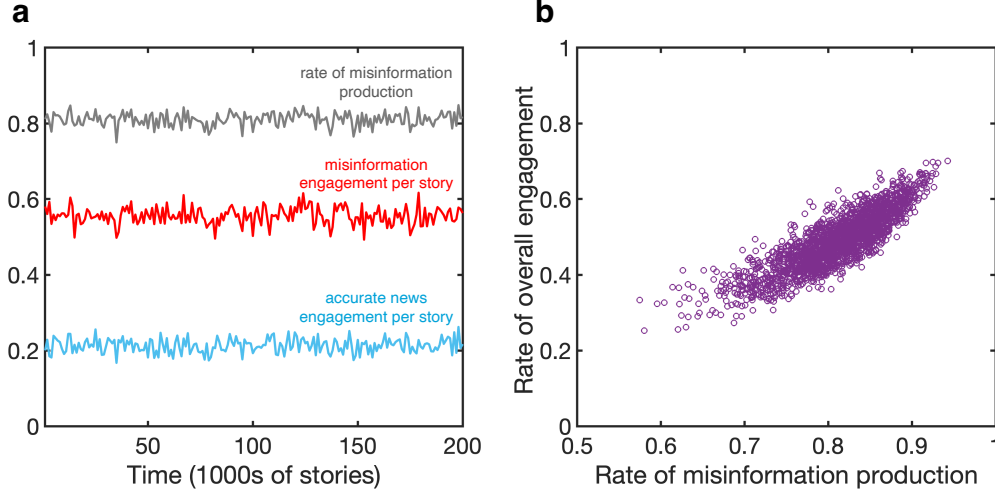 a
1
0.8
0.6
0.4
0.2
0
rate of misinformation
production
misinformation
engagement per story
accurate news
engagement per story
50
100
150
200
Time (1000s of stories)
b
Rate of overall engagement
1
0.8
0.6
0.4
0.2
0
0.5
0.6
0.7
0.8
0.9
1
Rate of misinformation production